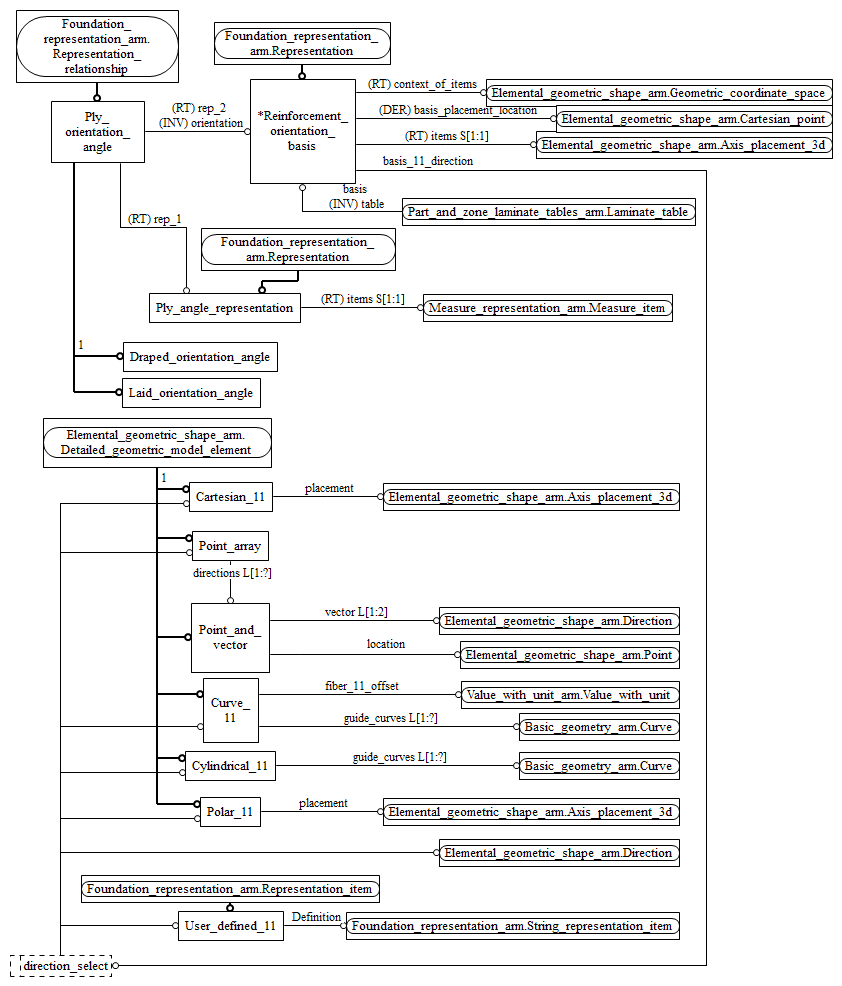 Foundation_
representation_arm.
Representation_
relationship
Foundation_representation_
arm.Representation
Ply_
orientation_
angle
(RT) rep_2
(INV) orientation
*Reinforcement_
orientation_
basis
(RT) context_of_items
Elemental_geometric_shape_arm.Geometric_coordinate_space
(DER) basis_placement_location
Elemental_geometric_shape_arm.Cartesian_point
(RT) items S[1:1]
Elemental_geometric_shape_arm.Axis_placement_3d
basis_11_direction
basis
(INV) table
Part_and_zone_laminate_tables_arm.Laminate_table
(RT) rep_1
Foundation_representation_
arm.Representation
Ply_angle_representation
(RT) items S[1:1]
Measure_representation_arm.Measure_item
1
Draped_orientation_angle
Laid_orientation_angle
Elemental_geometric_shape_arm.
Detailed_geometric_model_element
1
Cartesian_11
placement
Elemental_geometric_shape_arm.Axis_placement_3d
Point_array
directions L[1:?]
Point_and_
vector
vector L[1:2]
Elemental_geometric_shape_arm.Direction
location
Elemental_geometric_shape_arm.Point
Curve_
11
fiber_11_offset
Value_with_unit_arm.Value_with_unit
guide_curves L[1:?]
Basic_geometry_arm.Curve
Cylindrical_11
guide_curves L[1:?]
Basic_geometry_arm.Curve
Polar_11
placement
Elemental_geometric_shape_arm.Axis_placement_3d
Elemental_geometric_shape_arm.Direction
Foundation_representation_arm.Representation_item
User_defined_11
Definition
Foundation_representation_arm.String_representation_item
direction_select